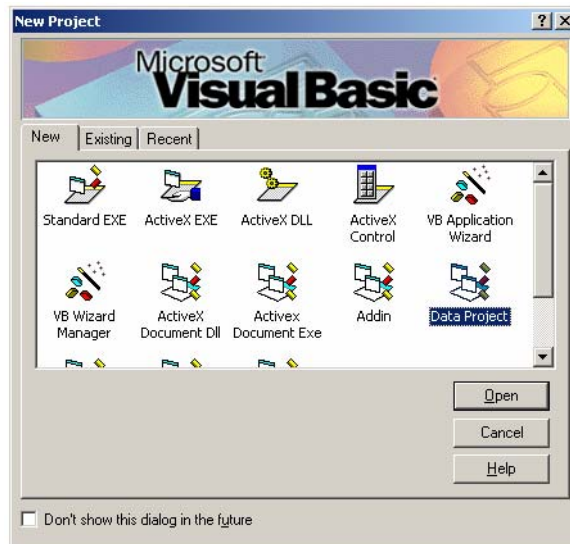 New Project
Microsoft
Visual Basic
New Existing Recent
Standard EXE ActiveX EXE ActiveX DLL ActiveX Control VB Application Wizard
VB Wizard Manager ActiveX Document Dll Activex Document Exe Addin Data Project
Open
Cancel
Help
Don't show this dialog in the future